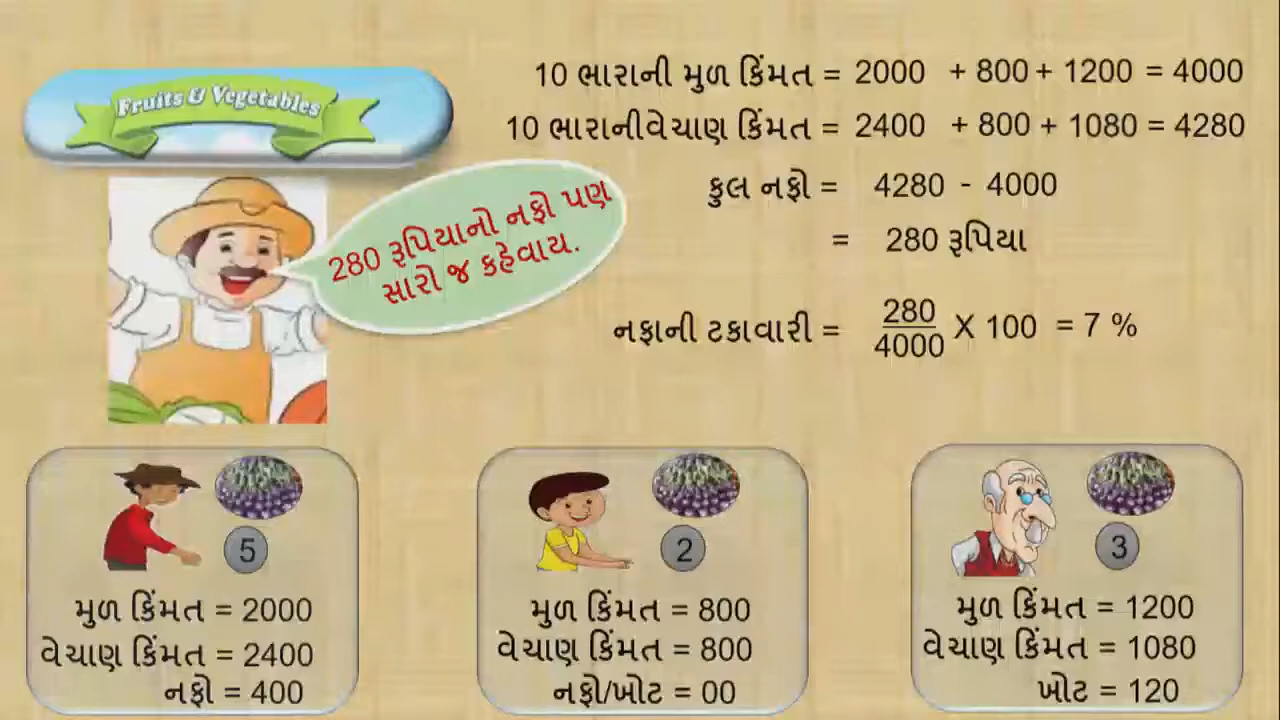 Fruits & Vegetables
10 ભારાની મુળ કિંમત = 2000 + 800 + 1200 = 4000
10 ભારાનીવેચાણ કિંમત = 2400 + 800 + 1080 = 4280
કુલ નફો = 4280 - 4000
= 280 રૂપિયા
280 રૂપિયાનો નફો પણ
સારો જ કહેવાય.
નફાની ટકાવારી = 280/4000 X 100 = 7 %
5
મુળ કિંમત = 2000
વેચાણ કિંમત = 2400
નફો = 400
2
મુળ કિંમત = 800
વેચાણ કિંમત = 800
નફો/ખોટ = 00
3
મુળ કિંમત = 1200
વેચાણ કિંમત = 1080
ખોટ = 120